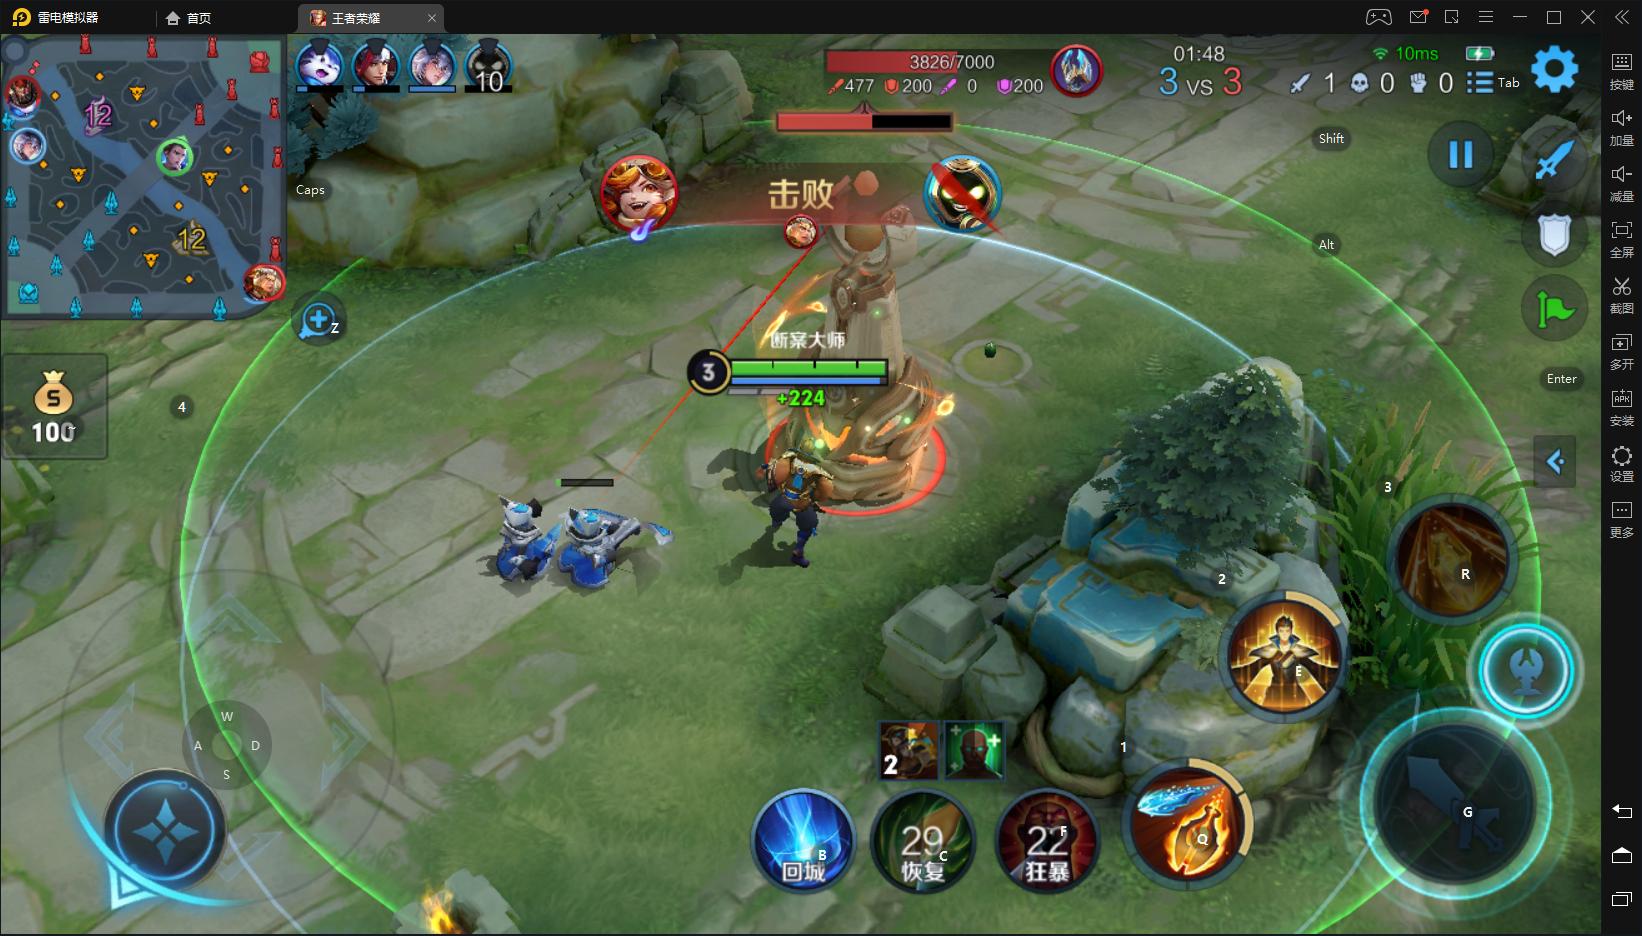 雷电模拟器
首页
王者荣耀
12
12
10
3826/7000
477 200 0 200
01:48
3 VS 3
10ms
1 0 0
Tab
Shift
Caps
击败
Alt
Z
断案大师
3
+224
Enter
100
4
3
2
R
E
W
A D
S
1
2
G
Q
B
回城
29
C
恢复
22
F
狂暴
按键
加量
减量
全屏
截图
多开
APK
安装
设置
更多